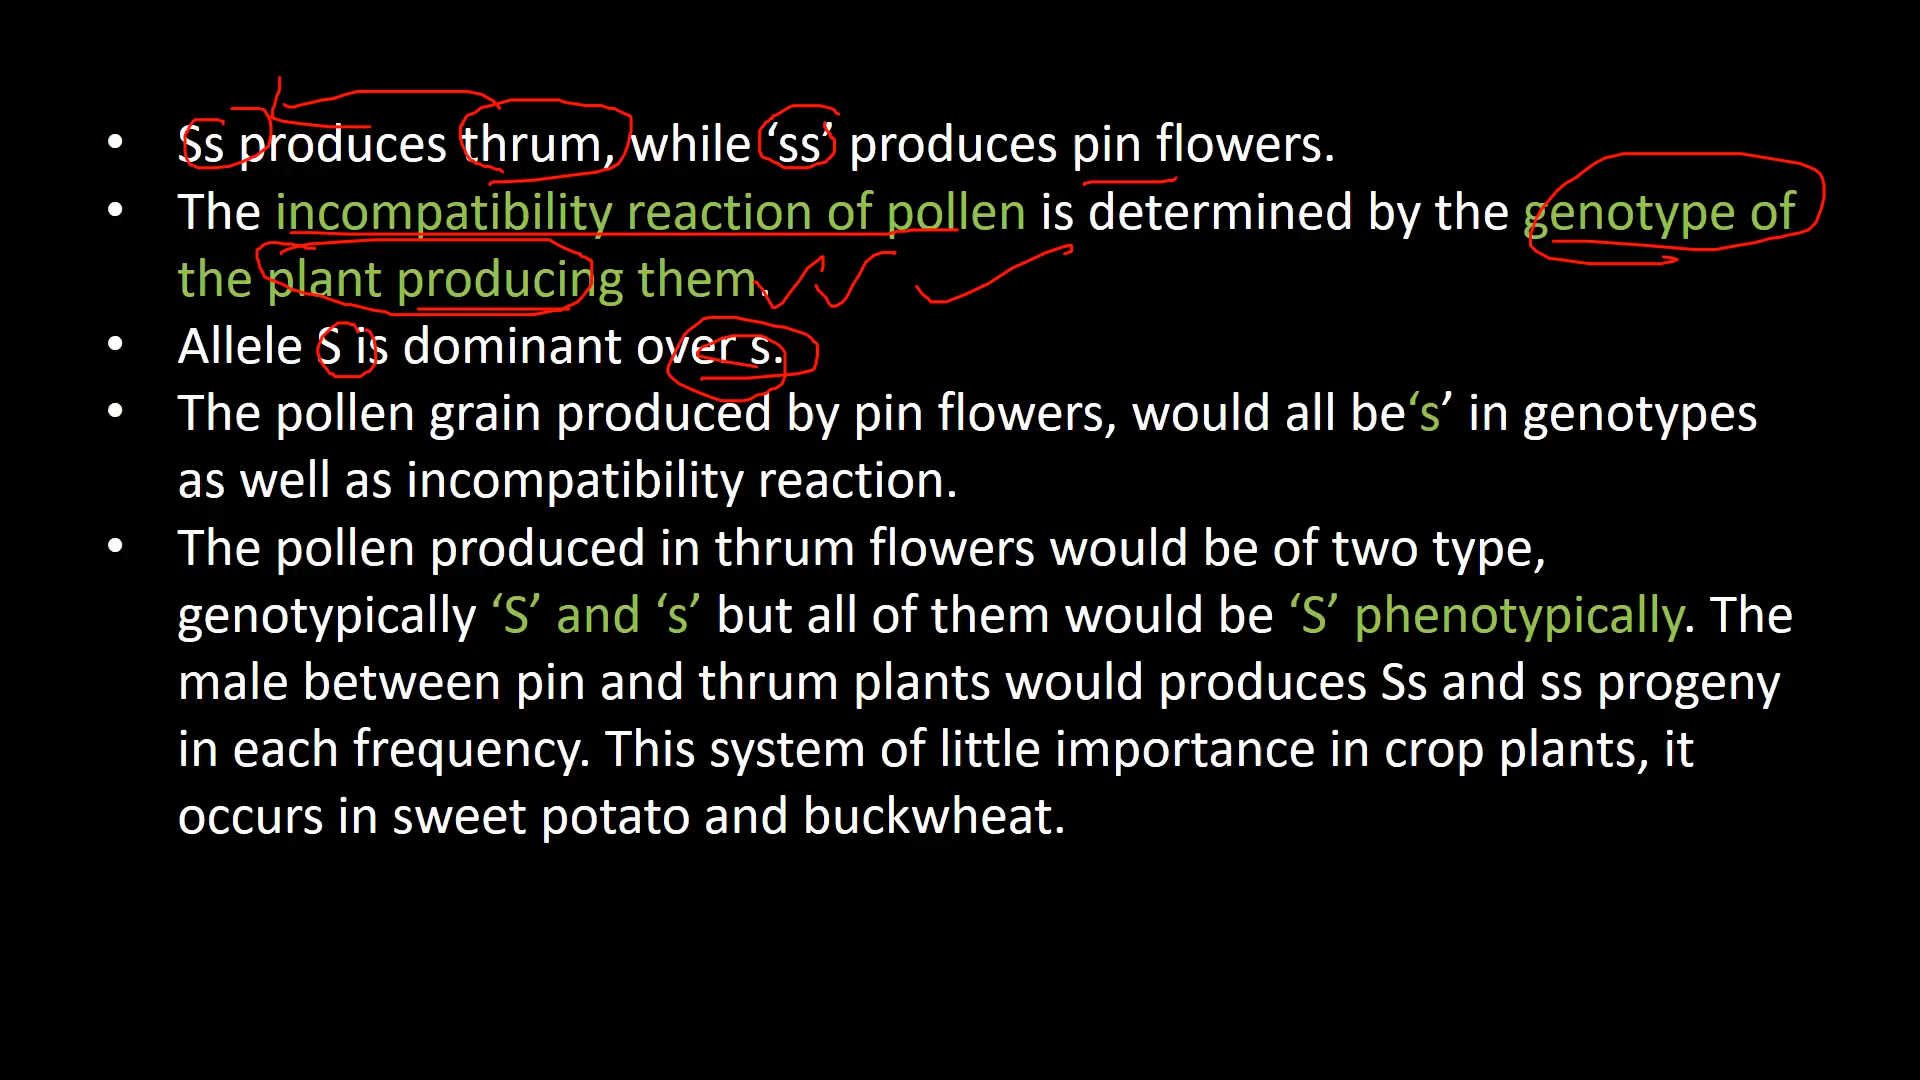 • Ss produces thrum, while ‘ss’ produces pin flowers.
• The incompatibility reaction of pollen is determined by the genotype of
the plant producing them.
• Allele S is dominant over s.
• The pollen grain produced by pin flowers, would all be‘s’ in genotypes
as well as incompatibility reaction.
• The pollen produced in thrum flowers would be of two type,
genotypically ‘S’ and ‘s’ but all of them would be ‘S’ phenotypically. The
male between pin and thrum plants would produces Ss and ss progeny
in each frequency. This system of little importance in crop plants, it
occurs in sweet potato and buckwheat.